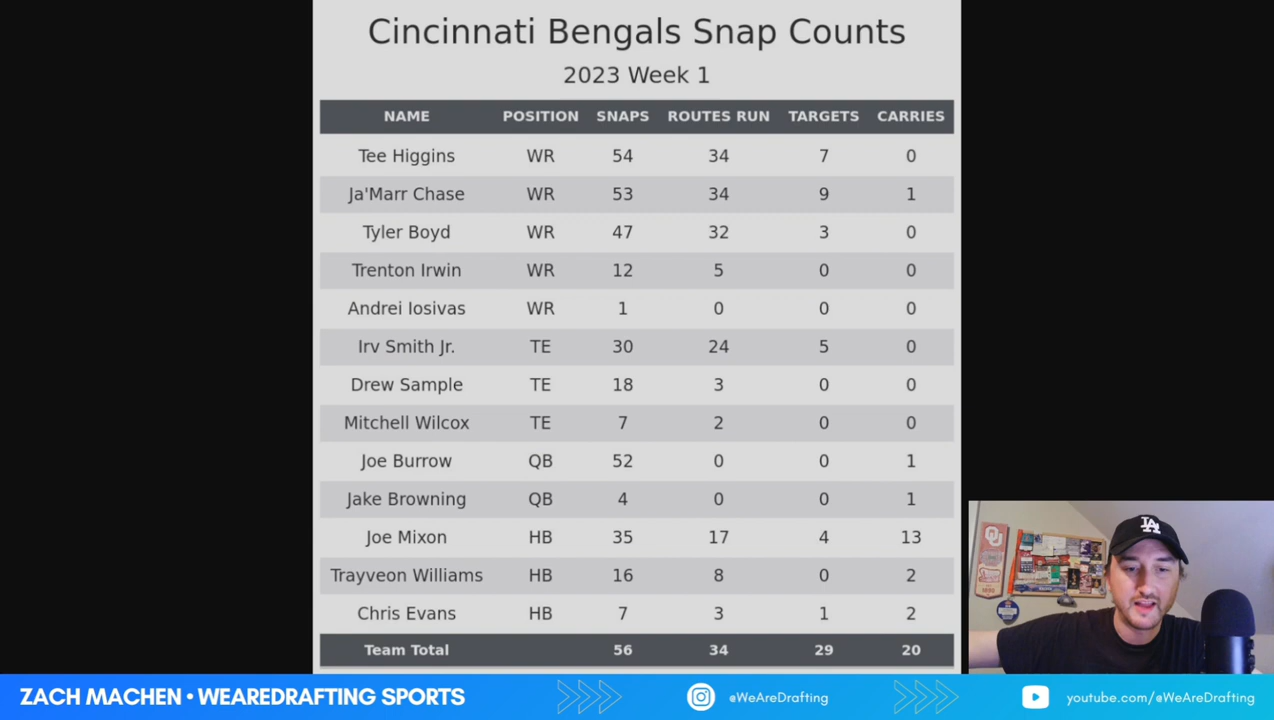 Cincinnati Bengals Snap Counts
2023 Week 1
NAME POSITION SNAPS ROUTES RUN TARGETS CARRIES
Tee Higgins WR 54 34 7 0
Ja'Marr Chase WR 53 34 9 1
Tyler Boyd WR 47 32 3 0
Trenton Irwin WR 12 5 0 0
Andrei Iosivas WR 1 0 0 0
Irv Smith Jr. TE 30 24 5 0
Drew Sample TE 18 3 0 0
Mitchell Wilcox TE 7 2 0 0
Joe Burrow QB 52 0 0 1
Jake Browning QB 4 0 0 1
Joe Mixon HB 35 17 4 13
Trayveon Williams HB 16 8 0 2
Chris Evans HB 7 3 1 2
Team Total 56 34 29 20
LA
ZACH MACHEN • WEAREDRAFTING SPORTS @WeAreDrafting youtube.com/@WeAreDrafting